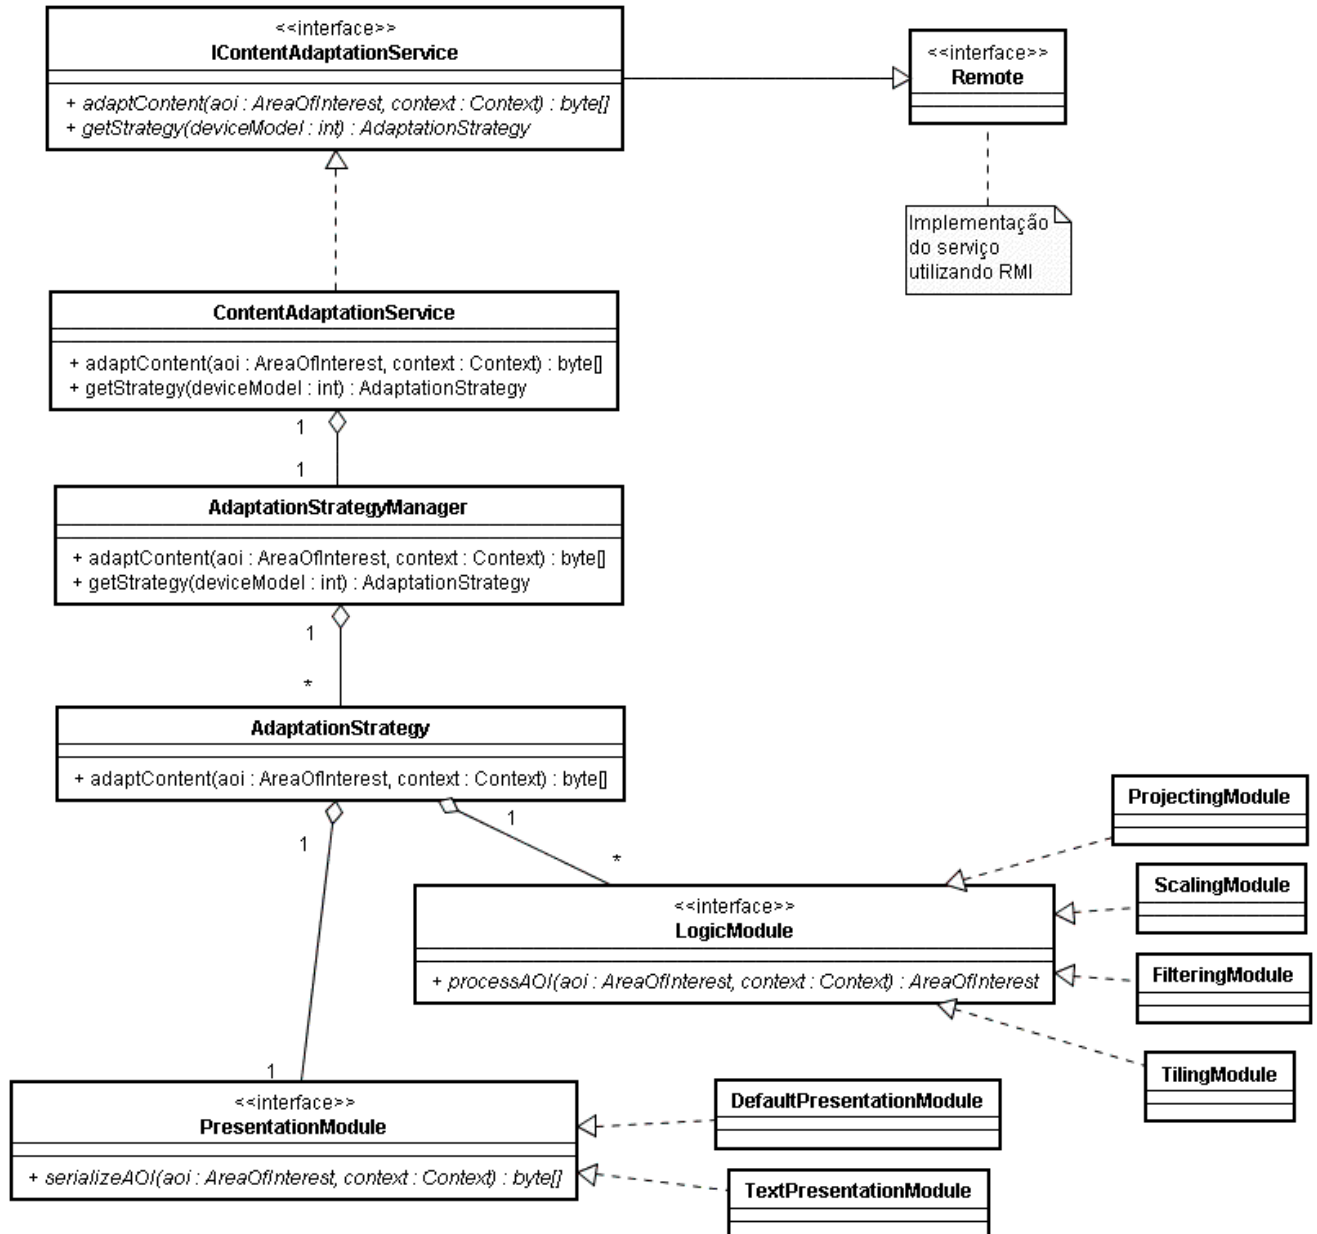 <<interface>>
IContentAdaptationService
+ adaptContent(aoi : AreaOfInterest, context : Context) : byte[]
+ getStrategy(deviceModel : int) : AdaptationStrategy
<<interface>>
Remote
Implementação
do serviço
utilizando RMI
ContentAdaptationService
+ adaptContent(aoi : AreaOfInterest, context : Context) : byte[]
+ getStrategy(deviceModel : int) : AdaptationStrategy
1
1
AdaptationStrategyManager
+ adaptContent(aoi : AreaOfInterest, context : Context) : byte[]
+ getStrategy(deviceModel : int) : AdaptationStrategy
1
*
AdaptationStrategy
+ adaptContent(aoi : AreaOfInterest, context : Context) : byte[]
1
1
*
<<interface>>
LogicModule
+ processAOI(aoi : AreaOfInterest, context : Context) : AreaOfInterest
ProjectingModule
ScalingModule
FilteringModule
TilingModule
1
<<interface>>
PresentationModule
+ serializeAOI(aoi : AreaOfInterest, context : Context) : byte[]
DefaultPresentationModule
TextPresentationModule